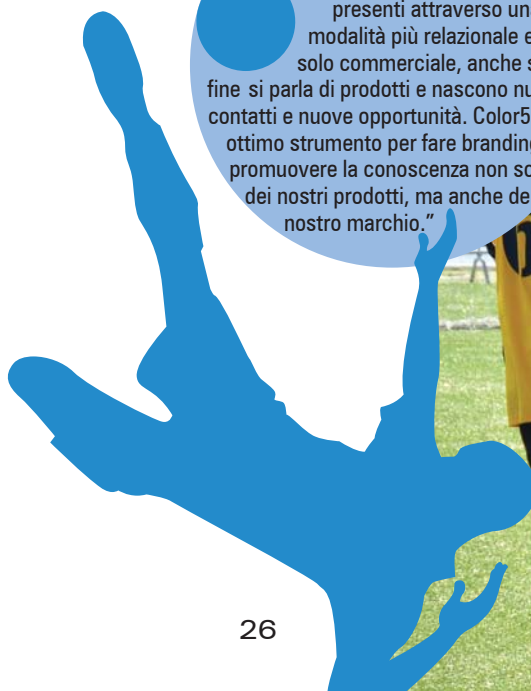 presenti attraverso una
modalità più relazionale e
solo commerciale, anche s
fine si parla di prodotti e nascono nu
contatti e nuove opportunità. Color5
ottimo strumento per fare branding
promuovere la conoscenza non so
dei nostri prodotti, ma anche de
nostro marchio.”
26